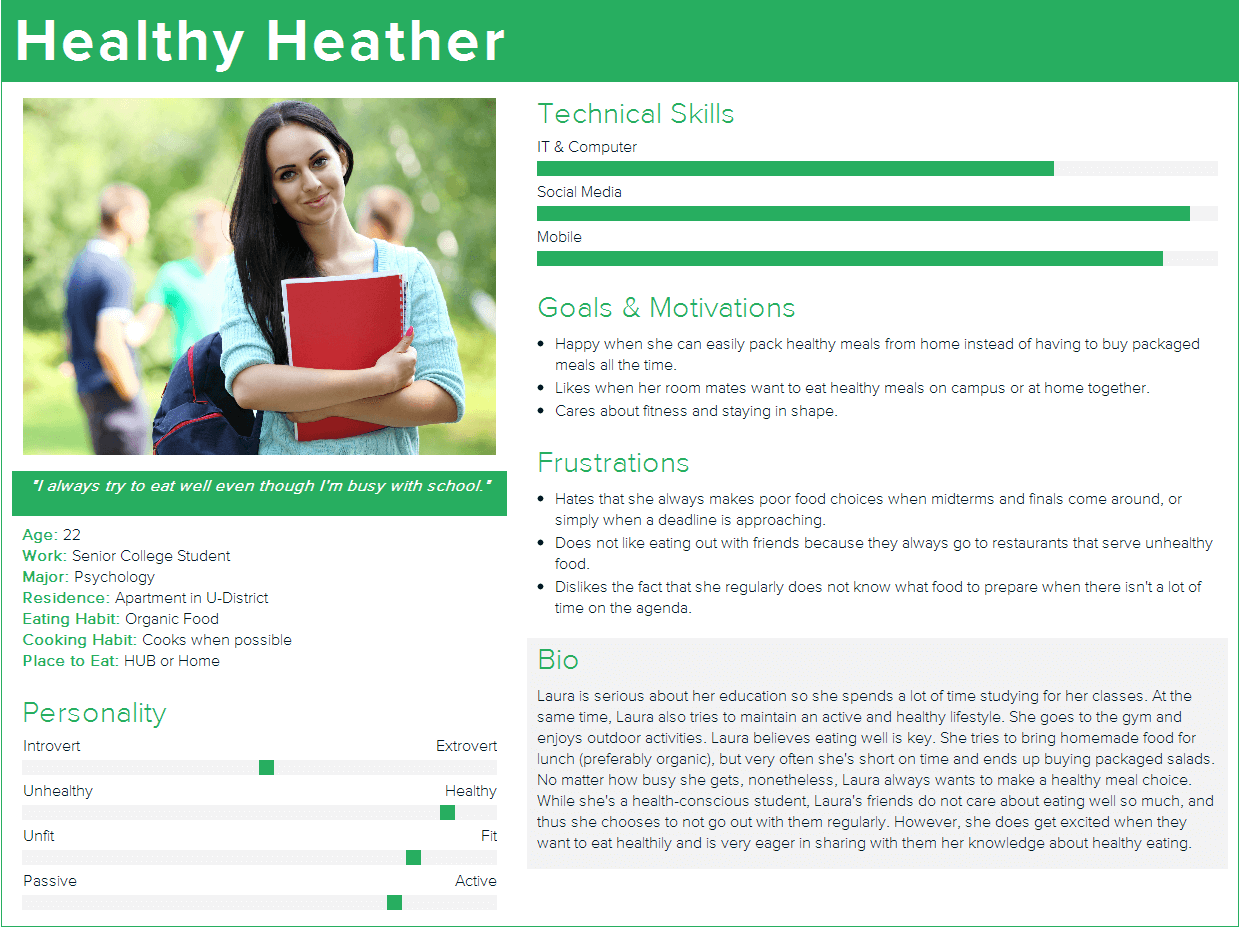 Healthy Heather
"I always try to eat well even though I'm busy with school."
Age: 22
Work: Senior College Student
Major: Psychology
Residence: Apartment in U-District
Eating Habit: Organic Food
Cooking Habit: Cooks when possible
Place to Eat: HUB or Home
Personality
Introvert Extrovert
Unhealthy Healthy
Unfit Fit
Passive Active
Technical Skills
IT & Computer
Social Media
Mobile
Goals & Motivations
• Happy when she can easily pack healthy meals from home instead of having to buy packaged
meals all the time.
• Likes when her room mates want to eat healthy meals on campus or at home together.
• Cares about fitness and staying in shape.
Frustrations
• Hates that she always makes poor food choices when midterms and finals come around, or
simply when a deadline is approaching.
• Does not like eating out with friends because they always go to restaurants that serve unhealthy
food.
• Dislikes the fact that she regularly does not know what food to prepare when there isn't a lot of
time on the agenda.
Bio
Laura is serious about her education so she spends a lot of time studying for her classes. At the
same time, Laura also tries to maintain an active and healthy lifestyle. She goes to the gym and
enjoys outdoor activities. Laura believes eating well is key. She tries to bring homemade food for
lunch (preferably organic), but very often she's short on time and ends up buying packaged salads.
No matter how busy she gets, nonetheless, Laura always wants to make a healthy meal choice.
While she's a health-conscious student, Laura's friends do not care about eating well so much, and
thus she chooses to not go out with them regularly. However, she does get excited when they
want to eat healthily and is very eager in sharing with them her knowledge about healthy eating.